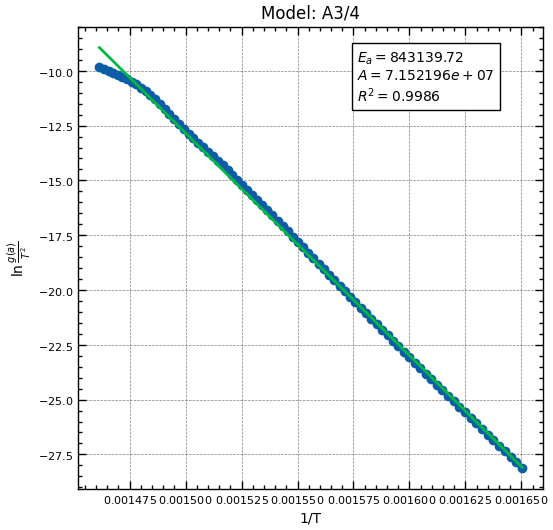 Model: A3/4
E_a = 843139.72
A = 7.152196e + 07
R^2 = 0.9986
−10.0
−12.5
−15.0
−17.5
−20.0
−22.5
−25.0
−27.5
ln g(a)/T^2
0.001475 0.001500 0.001525 0.001550 0.001575 0.001600 0.001625 0.001650
1/T